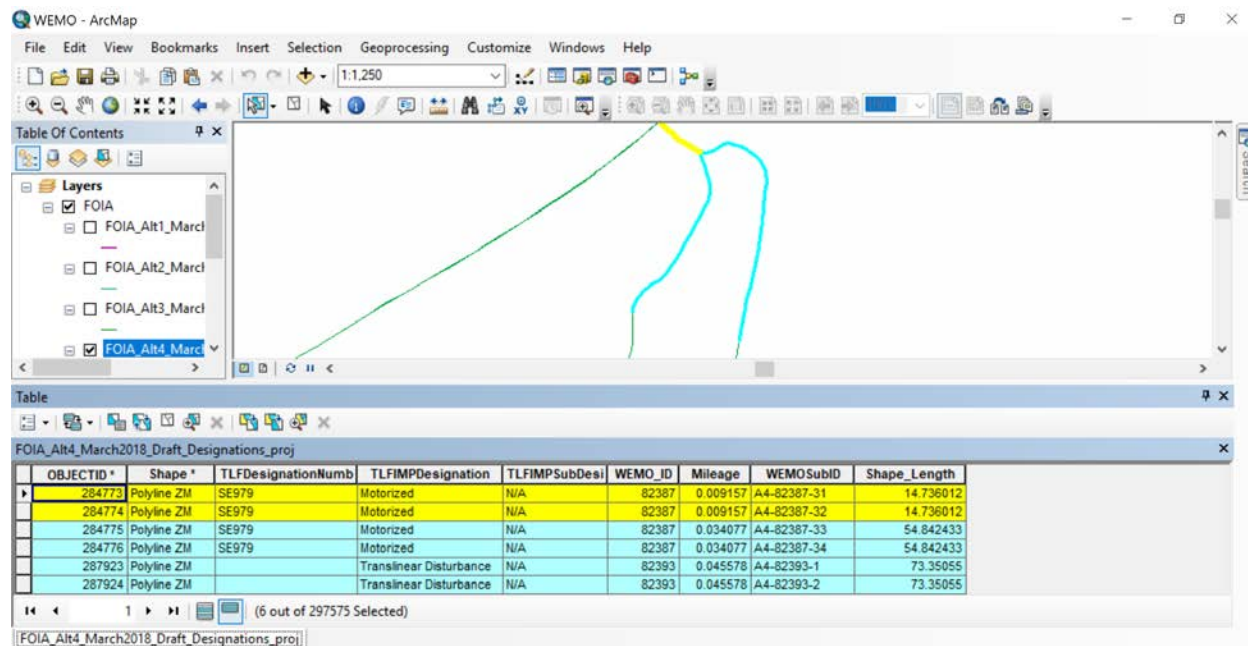 WEMO - ArcMap
File Edit View Bookmarks Insert Selection Geoprocessing Customize Windows Help
1:1,250
Table Of Contents
Layers
FOIA
FOIA_Alt1_March
FOIA_Alt2_March
FOIA_Alt3_March
FOIA_Alt4_March
Table
FOIA_Alt4_March2018_Draft_Designations_proj
OBJECTID * Shape * TLFDesignationNumb TLFIMPDesignation TLFIMPSubDesi WEMO_ID Mileage WEMOSubID Shape_Length
284773 Polyline ZM SE979 Motorized N/A 82387 0.009157 A4-82387-31 14.736012
284774 Polyline ZM SE979 Motorized N/A 82387 0.009157 A4-82387-32 14.736012
284775 Polyline ZM SE979 Motorized N/A 82387 0.034077 A4-82387-33 54.842433
284776 Polyline ZM SE979 Motorized N/A 82387 0.034077 A4-82387-34 54.842433
287923 Polyline ZM Translinear Disturbance N/A 82393 0.045578 A4-82393-1 73.35055
287924 Polyline ZM Translinear Disturbance N/A 82393 0.045578 A4-82393-2 73.35055
1 (6 out of 297575 Selected)
FOIA_Alt4_March2018_Draft_Designations_proj